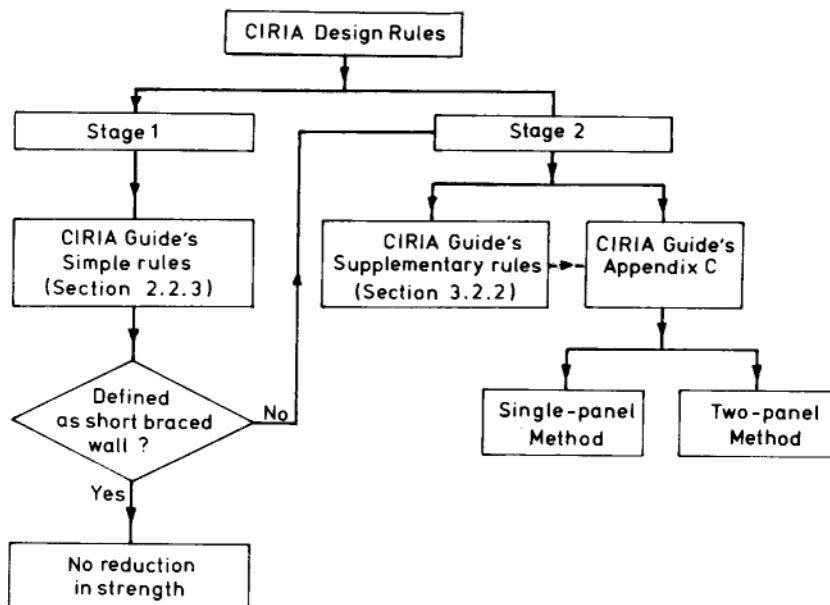 CIRIA Design Rules
Stage 1
Stage 2
CIRIA Guide's
Simple rules
(Section 2.2.3)
CIRIA Guide's
Supplementary rules
(Section 3.2.2)
CIRIA Guide's
Appendix C
Defined
as short braced
wall ?
No
Yes
Single-panel
Method
Two-panel
Method
No reduction
in strength